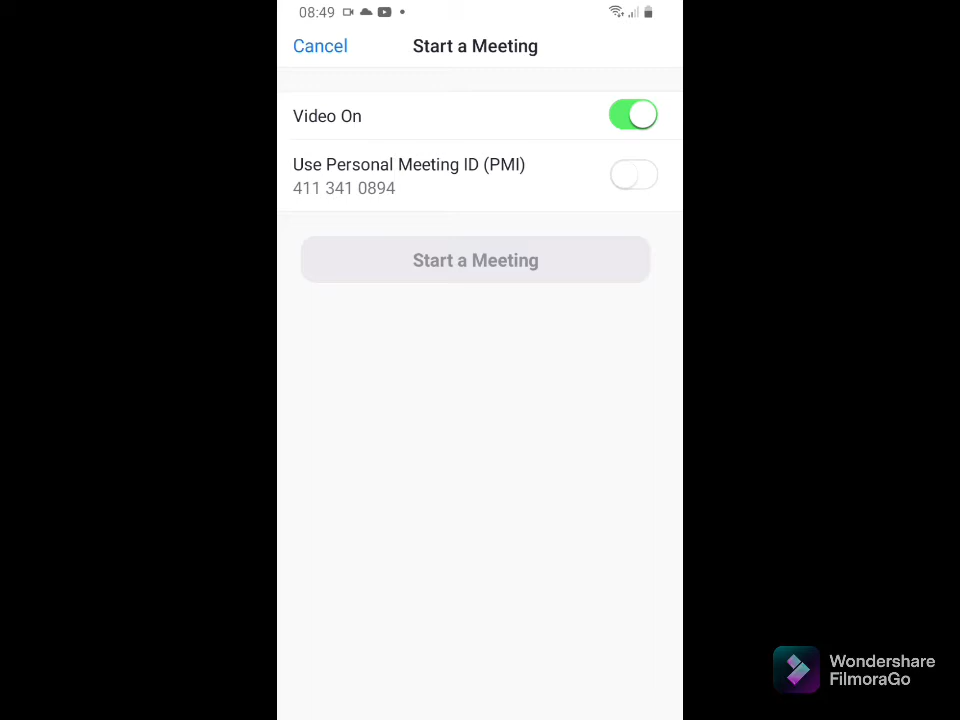 08:49
Cancel
Start a Meeting
Video On
Use Personal Meeting ID (PMI)
411 341 0894
Start a Meeting
Wondershare
FilmoraGo